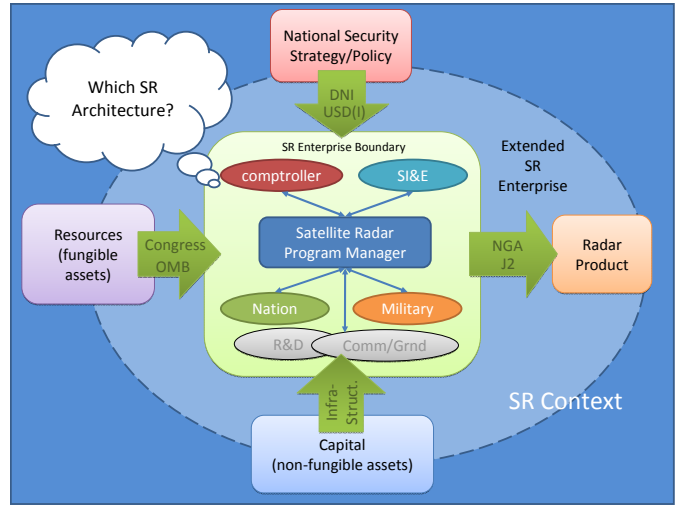 National Security
Strategy/Policy
DNI
USD(I)
Which SR
Architecture?
SR Enterprise Boundary
comptroller
SI&E
Extended
SR
Enterprise
Resources
(fungible
assets)
Congress
OMB
Satellite Radar
Program Manager
NGA
J2
Radar
Product
Nation
Military
R&D
Comm/Grnd
Infra-
Struct.
SR Context
Capital
(non-fungible assets)